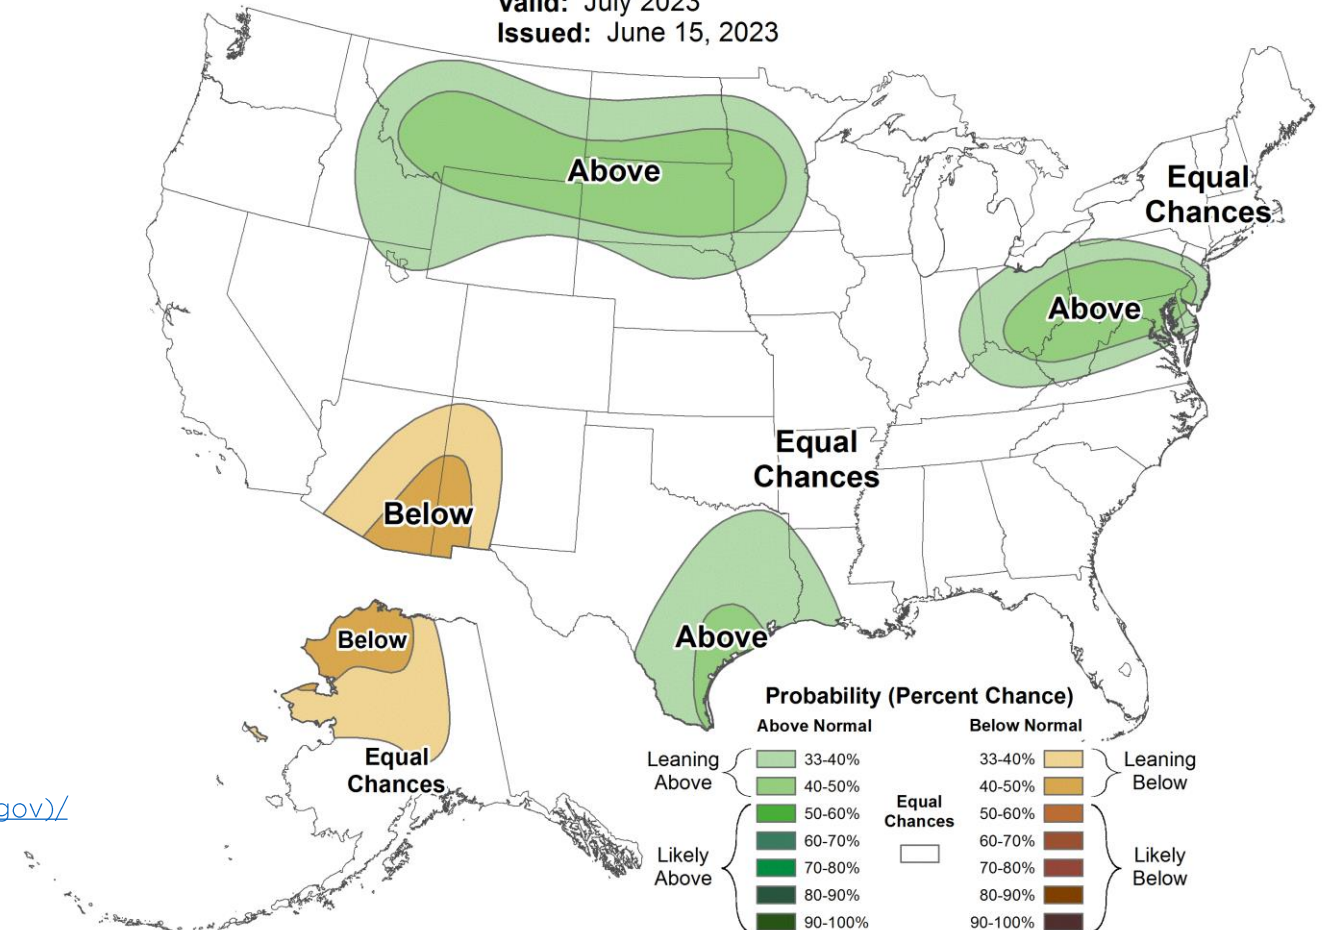 Valid: July 2023
Issued: June 15, 2023
Above
Equal
Chances
Above
Equal
Chances
Below
Above
Below
Equal
Chances
gov)/
Probability (Percent Chance)
Above Normal
Below Normal
Leaning
Above
33-40%
40-50%
Likely
Above
50-60%
60-70%
70-80%
80-90%
90-100%
Equal
Chances
33-40%
40-50%
Leaning
Below
50-60%
60-70%
70-80%
80-90%
90-100%
Likely
Below